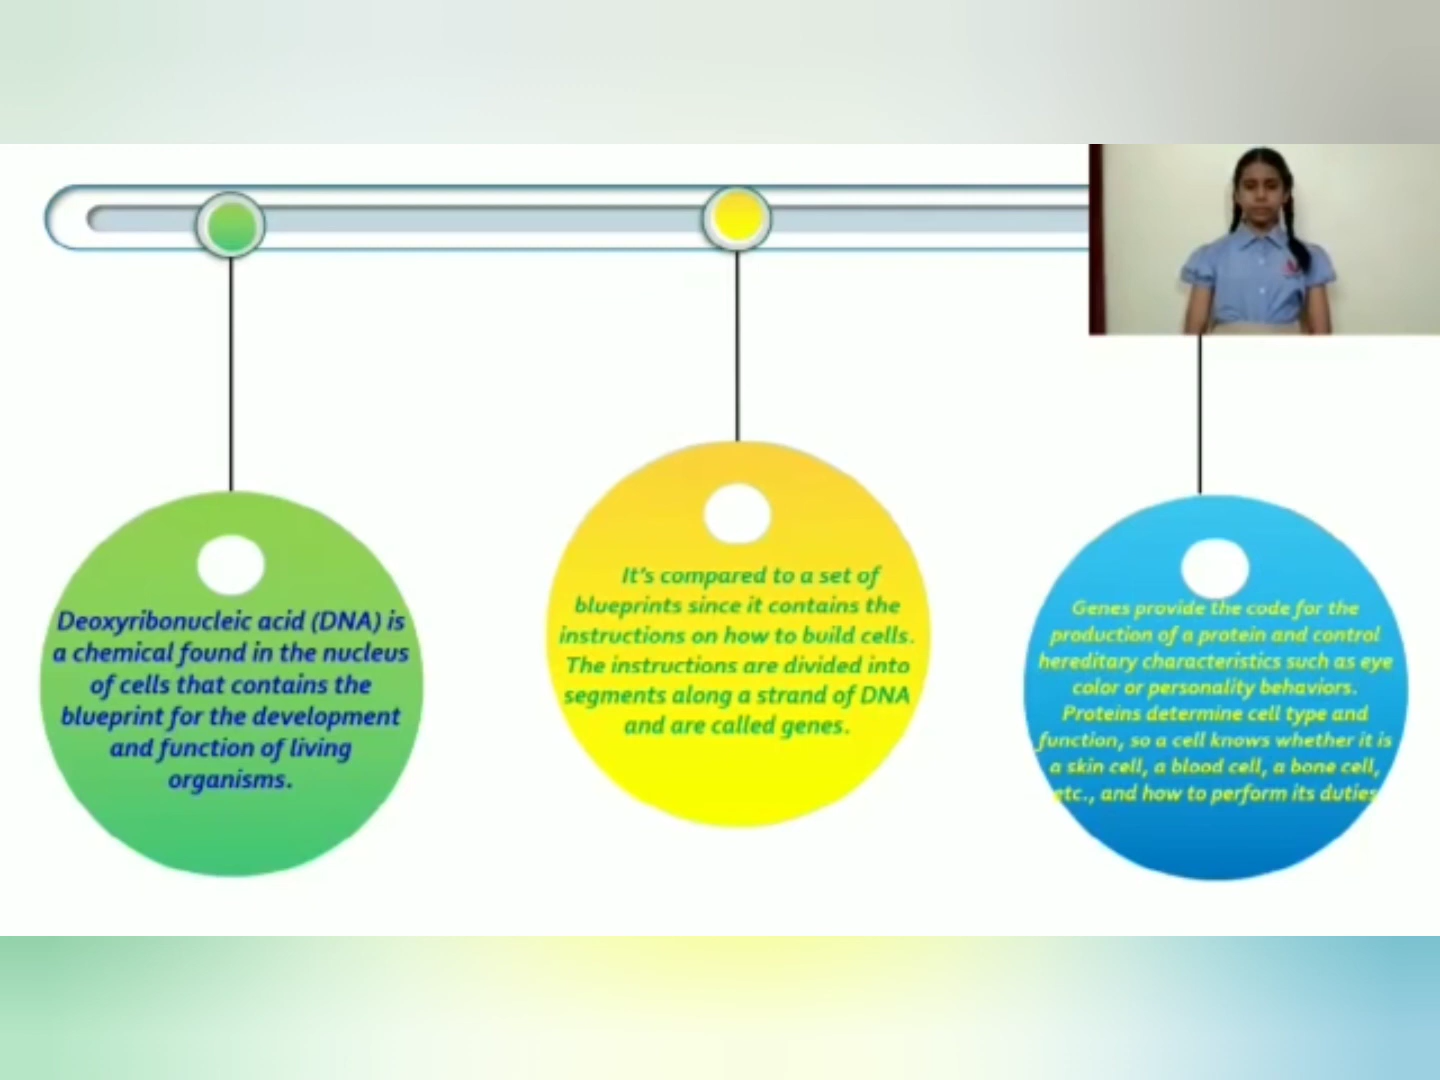 Deoxyribonucleic acid (DNA) is
a chemical found in the nucleus
of cells that contains the
blueprint for the development
and function of living
organisms.
It's compared to a set of
blueprints since it contains the
instructions on how to build cells.
The instructions are divided into
segments along a strand of DNA
and are called genes.
Genes provide the code for the
production of a protein and control
hereditary characteristics such as eye
color or personality behaviors.
Proteins determine cell type and
function, so a cell knows whether it is
a skin cell, a blood cell, a bone cell,
etc., and how to perform its duties